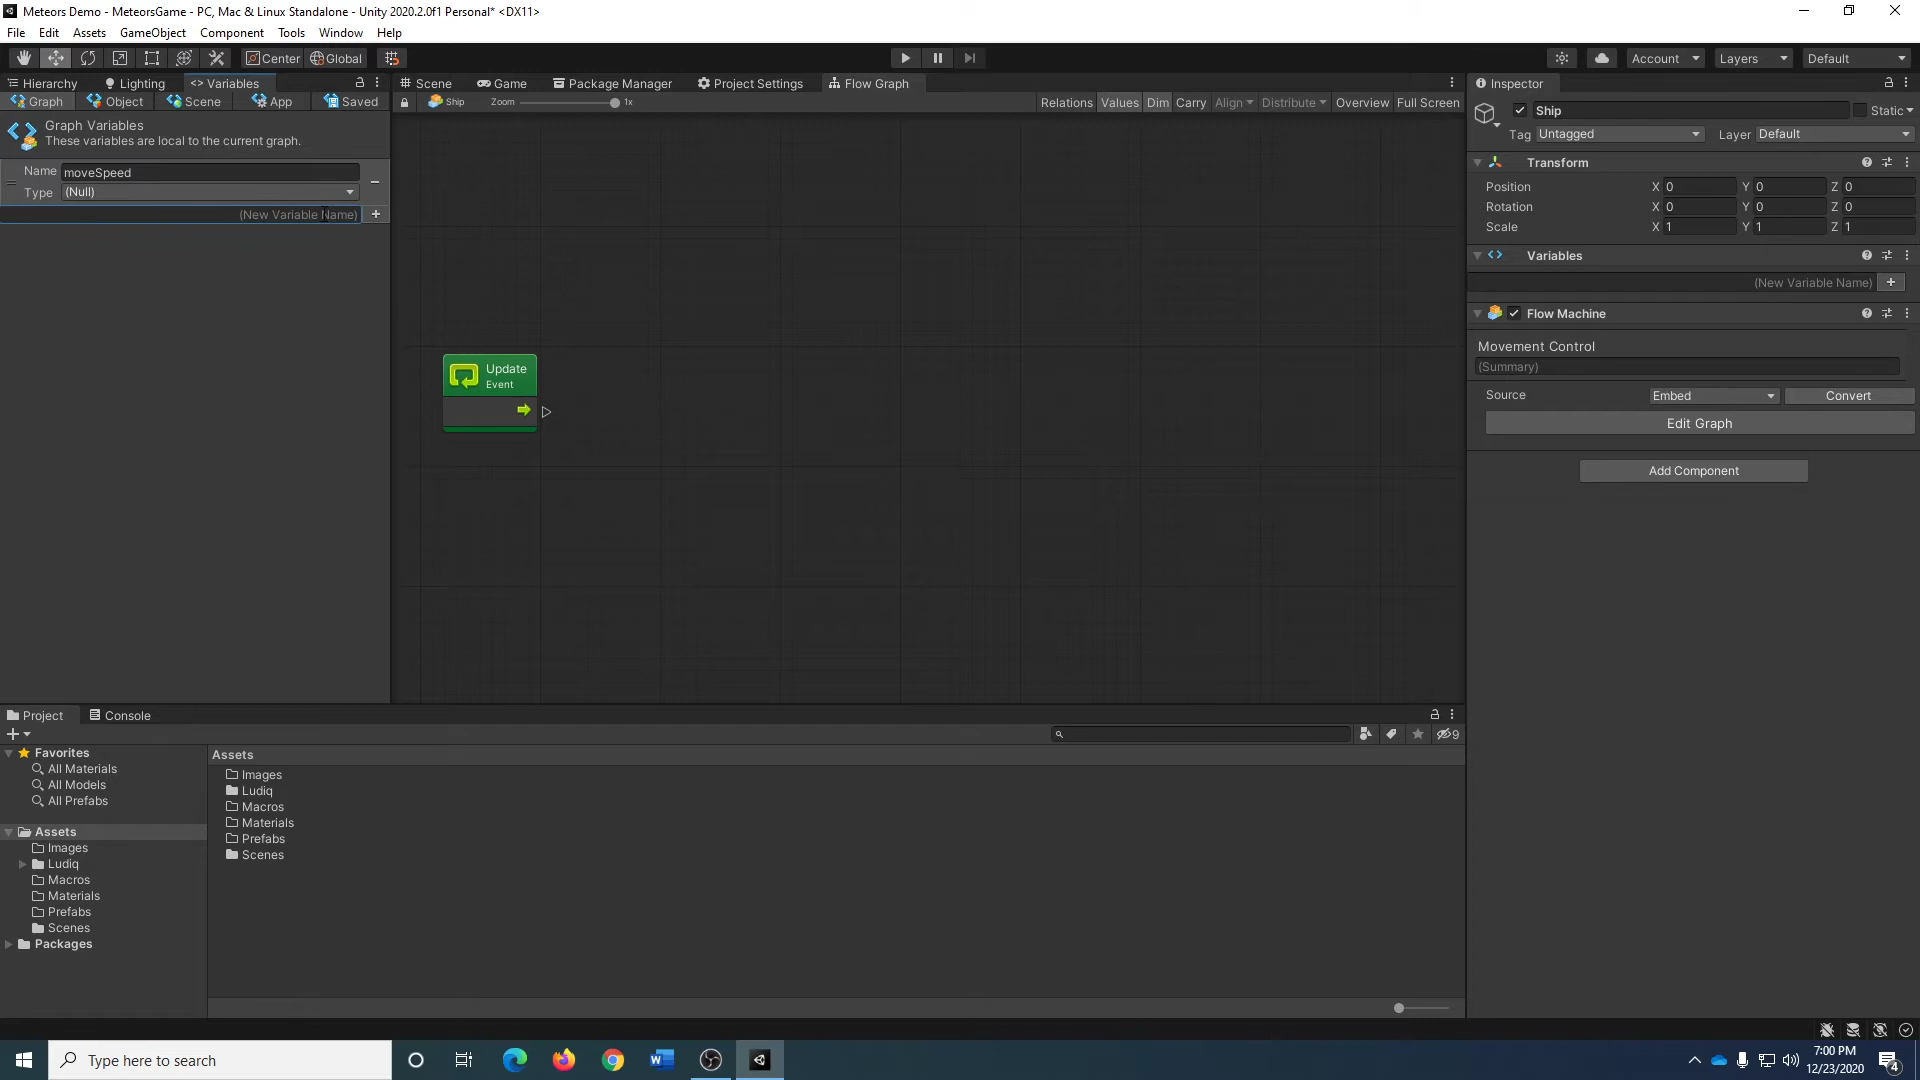 Meteors Demo - MeteorsGame - PC, Mac & Linux Standalone - Unity 2020.2.0f1 Personal* <DX11>
File Edit Assets GameObject Component Tools Window Help
Center Global Account Layers Default
Hierarchy Lighting <> Variables Scene Game Package Manager Project Settings Flow Graph Inspector
Graph Object Scene App Saved Ship Zoom 1x Relations Values Dim Carry Align Distribute Overview Full Screen
Graph Variables
These variables are local to the current graph.
Name moveSpeed
Type (Null)
(New Variable Name) +
Update
Event
Ship Static
Tag Untagged Layer Default
Transform
Position X 0 Y 0 Z 0
Rotation X 0 Y 0 Z 0
Scale X 1 Y 1 Z 1
Variables
(New Variable Name) +
Flow Machine
Movement Control
(Summary)
Source Embed Convert
Edit Graph
Add Component
Project Console
9
Favorites
All Materials
All Models
All Prefabs
Assets
Images
Ludiq
Macros
Materials
Prefabs
Scenes
Packages
Assets
Images
Ludiq
Macros
Materials
Prefabs
Scenes
Type here to search
7:00 PM
12/23/2020
4